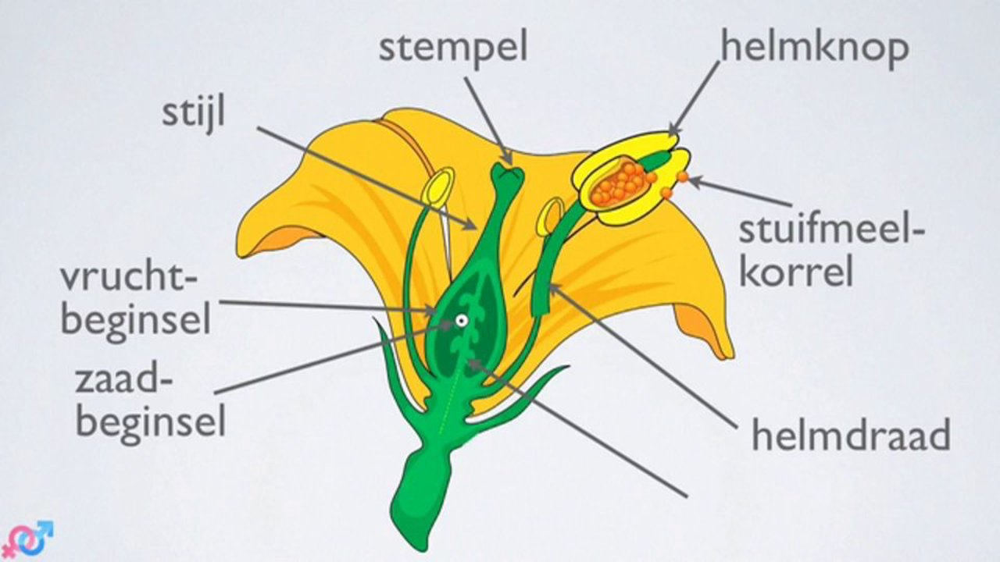 stempel
helmknop
stijl
stuifmeel-
korrel
vrucht-
beginsel
zaad-
beginsel
helmdraad